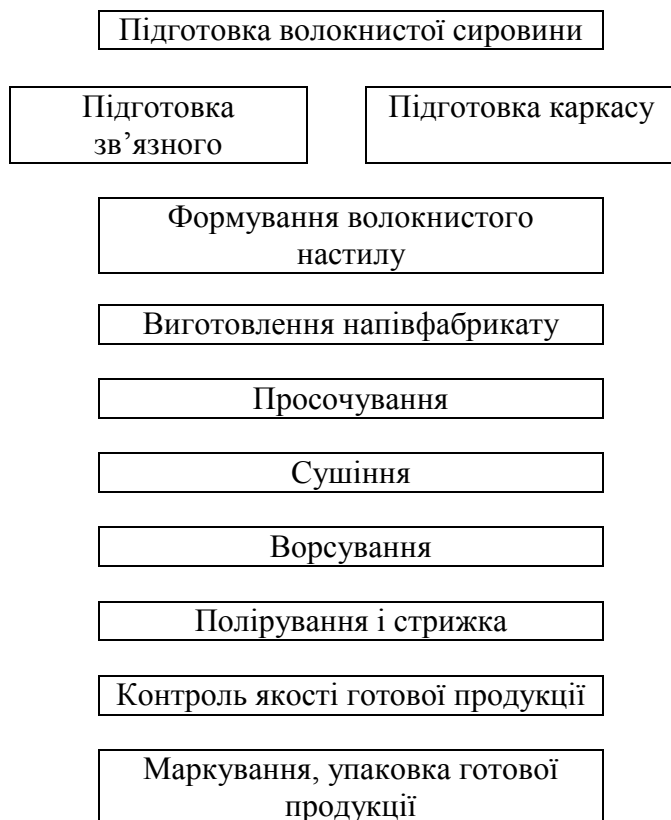 Підготовка волокнистої сировини
Підготовка
зв’язного
Підготовка каркасу
Формування волокнистого
настилу
Виготовлення напівфабрикату
Просочування
Сушіння
Ворсування
Полірування і стрижка
Контроль якості готової продукції
Маркування, упаковка готової
продукції